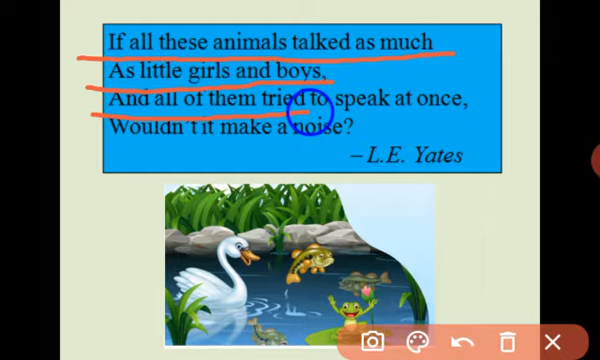 If all these animals talked as much
As little girls and boys,
And all of them tried to speak at once,
Wouldn't it make a noise?
– L.E. Yates